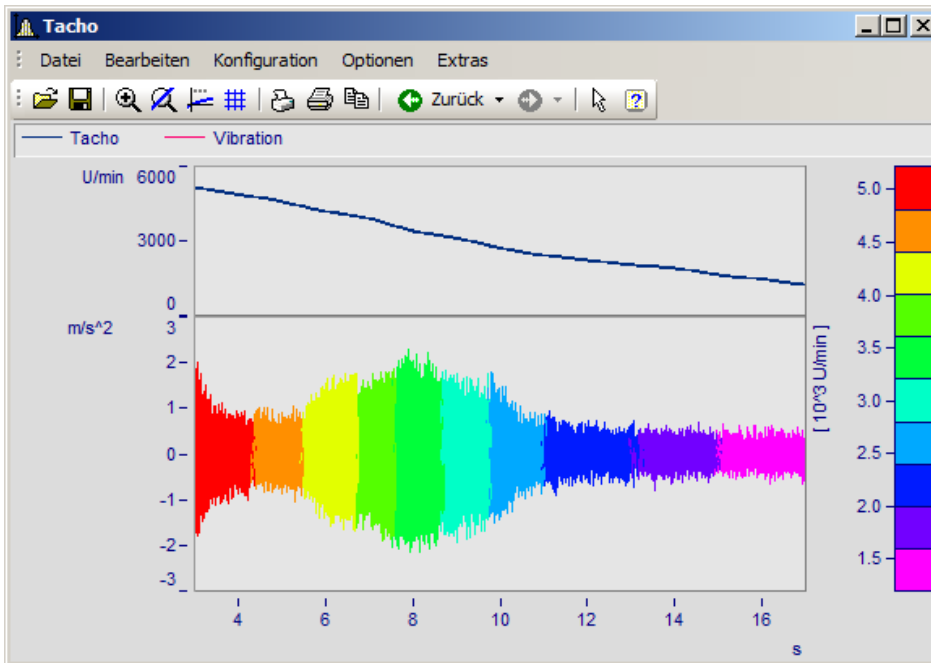 Tacho
Datei Bearbeiten Konfiguration Optionen Extras
Zurück
Tacho Vibration
U/min 6000
3000
0
m/s^2 3
2
1
0
-1
-2
-3
4 6 8 10 12 14 16
s
5.0
4.5
4.0
3.5
3.0
2.5
2.0
1.5
[ 10^3 U/min ]